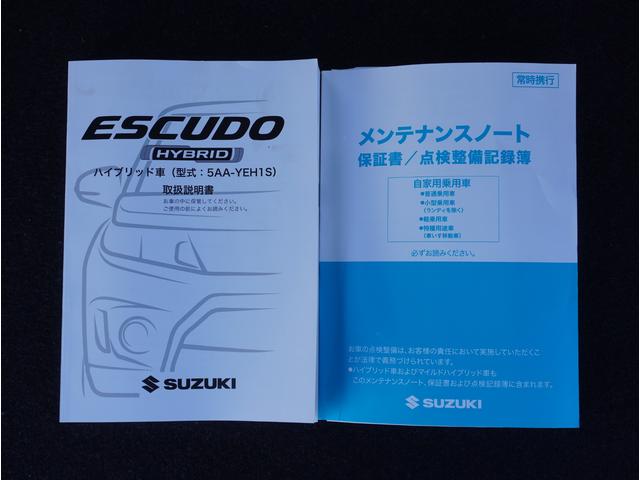 ESCUDO
HYBRID
ハイブリッド車（型式：5AA-YEH1S）
取扱説明書
お車の中に保管してください。
ご使用の前によくお読みください。
SUZUKI
常時携行
メンテナンスノート
保証書／点検整備記録簿
自家用乗用車
●普通乗用車
●小型乗用車
（ランディを除く）
●軽乗用車
●特種用途車
（車いす移動車）
必ずお読みください。
お車の点検整備は、お客様の責任において実施していただくこ
とが法律で義務づけられています。
●ハイブリッド車およびマイルドハイブリッド車も
このメンテナンスノート、保証書および点検記録簿に含まれます。
SUZUKI